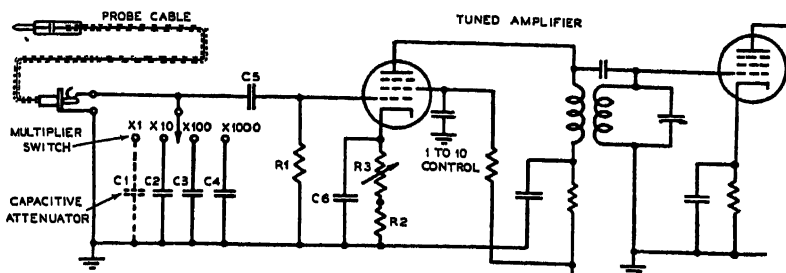 PROBE CABLE
TUNED AMPLIFIER
C5
MULTIPLIER
SWITCH
X1 X10 X100 X1000
CAPACITIVE
ATTENUATOR
C1 C2 C3 C4
R1
C6
R3
R2
1 TO 10
CONTROL